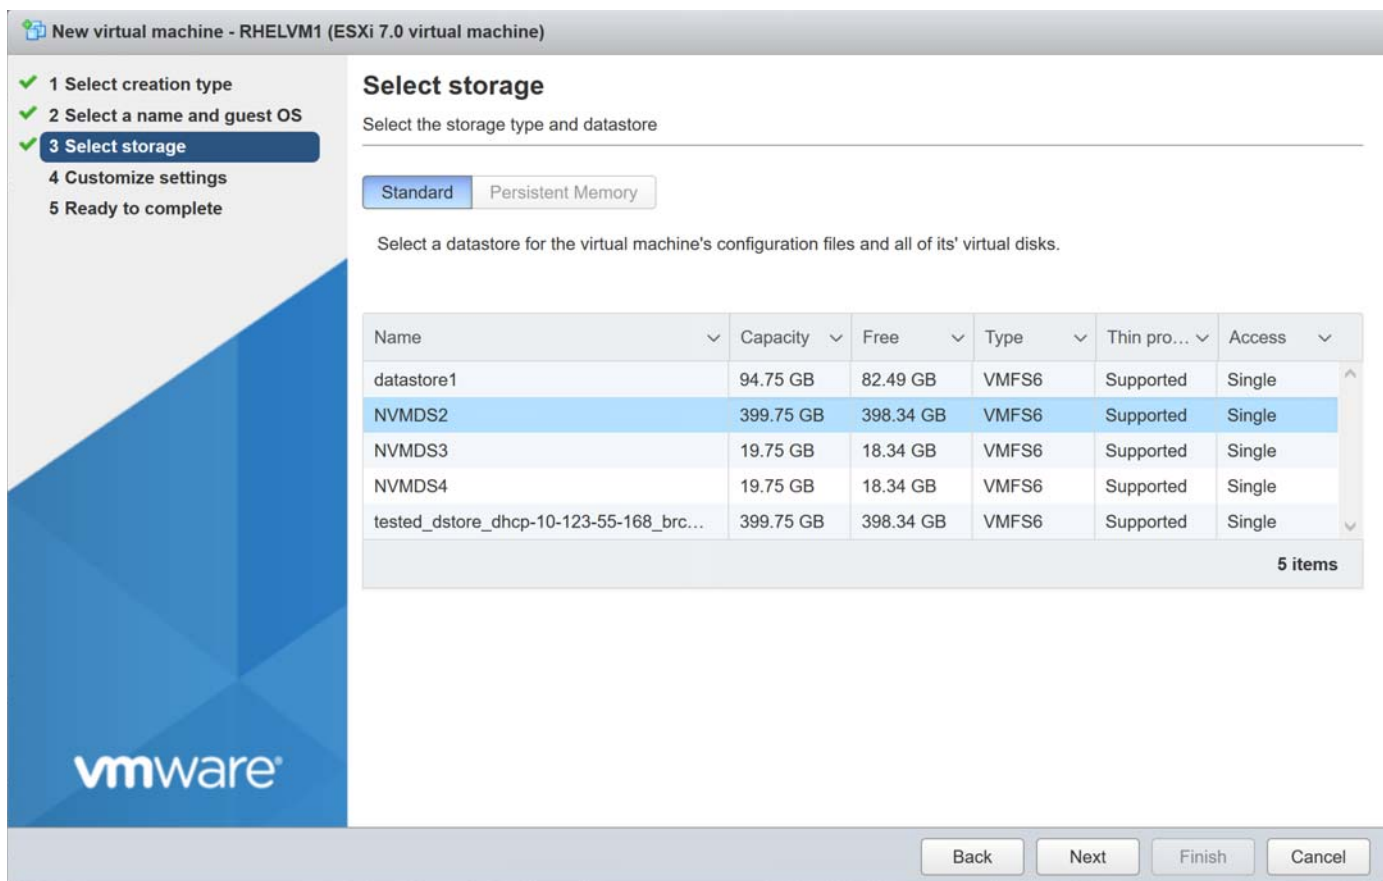 New virtual machine - RHELVM1 (ESXi 7.0 virtual machine)
1 Select creation type
2 Select a name and guest OS
3 Select storage
4 Customize settings
5 Ready to complete
vmware®
Select storage
Select the storage type and datastore
Standard Persistent Memory
Select a datastore for the virtual machine's configuration files and all of its' virtual disks.
Name Capacity Free Type Thin pro... Access
datastore1 94.75 GB 82.49 GB VMFS6 Supported Single
NVMDS2 399.75 GB 398.34 GB VMFS6 Supported Single
NVMDS3 19.75 GB 18.34 GB VMFS6 Supported Single
NVMDS4 19.75 GB 18.34 GB VMFS6 Supported Single
tested_dstore_dhcp-10-123-55-168_brc... 399.75 GB 398.34 GB VMFS6 Supported Single
5 items
Back Next Finish Cancel